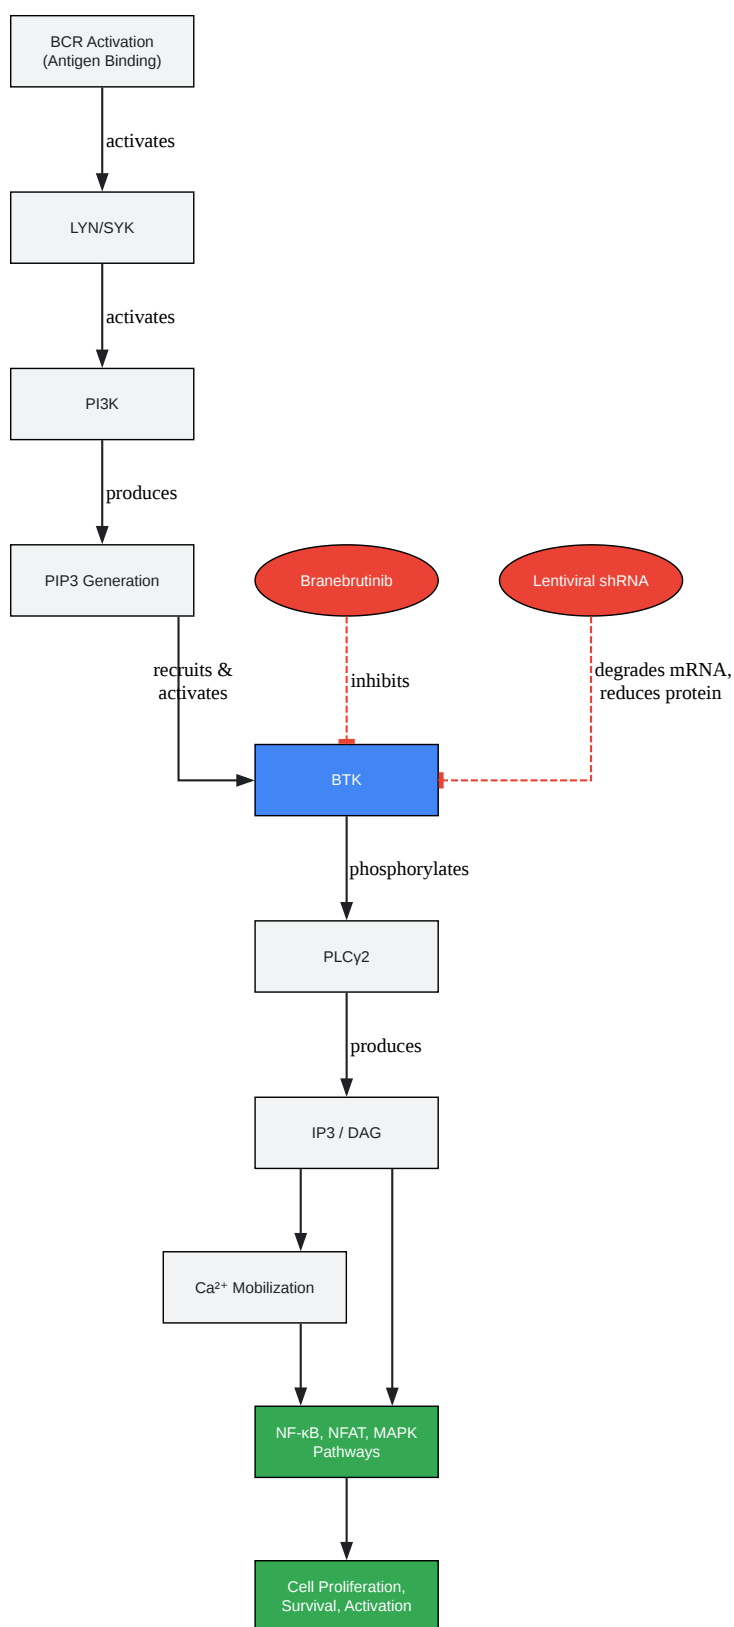 BCR Activation
(Antigen Binding)
activates
LYN/SYK
activates
PI3K
produces
PIP3 Generation
Branebrutinib
Lentiviral shRNA
recruits &
activates
inhibits
degrades mRNA,
reduces protein
BTK
phosphorylates
PLCγ2
produces
IP3 / DAG
Ca²⁺ Mobilization
NF-κB, NFAT, MAPK
Pathways
Cell Proliferation,
Survival, Activation